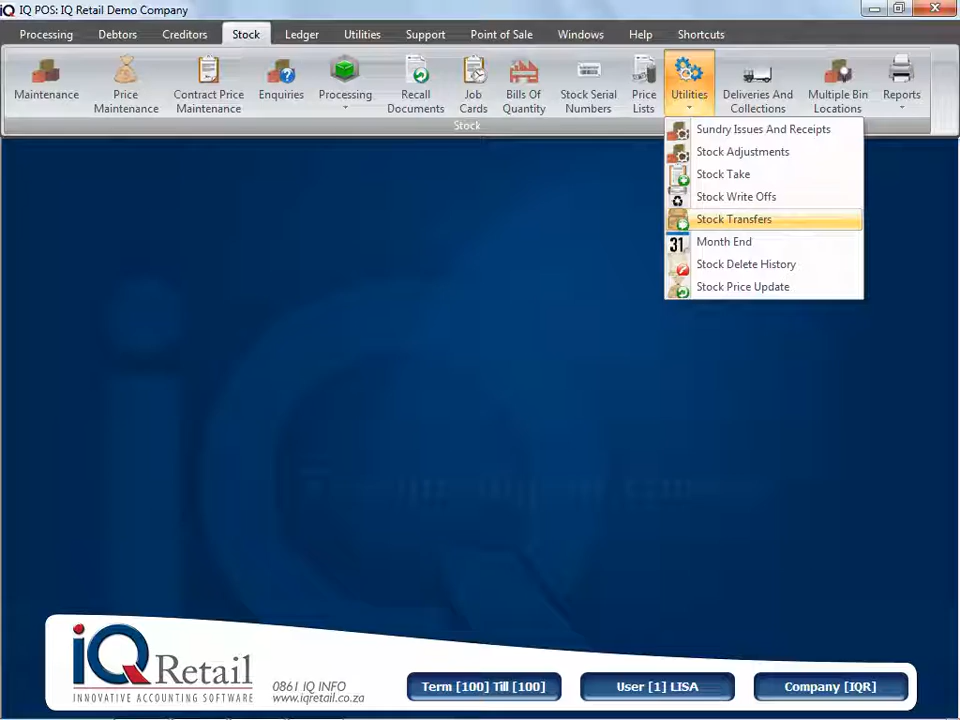 IQ POS: IQ Retail Demo Company
Processing Debtors Creditors Stock Ledger Utilities Support Point of Sale Windows Help Shortcuts
Maintenance
Price
Maintenance
Contract Price
Maintenance
Enquiries
Processing
Recall
Documents
Job
Cards
Bills Of
Quantity
Stock Serial
Numbers
Price
Lists
Utilities
Deliveries And
Collections
Multiple Bin
Locations
Reports
Stock
Sundry Issues And Receipts
Stock Adjustments
Stock Take
Stock Write Offs
Stock Transfers
31 Month End
Stock Delete History
Stock Price Update
iQ Retail
INNOVATIVE ACCOUNTING SOFTWARE
0861 IQ INFO
www.iqretail.co.za
Term [100] Till [100]
User [1] LISA
Company [IQR]